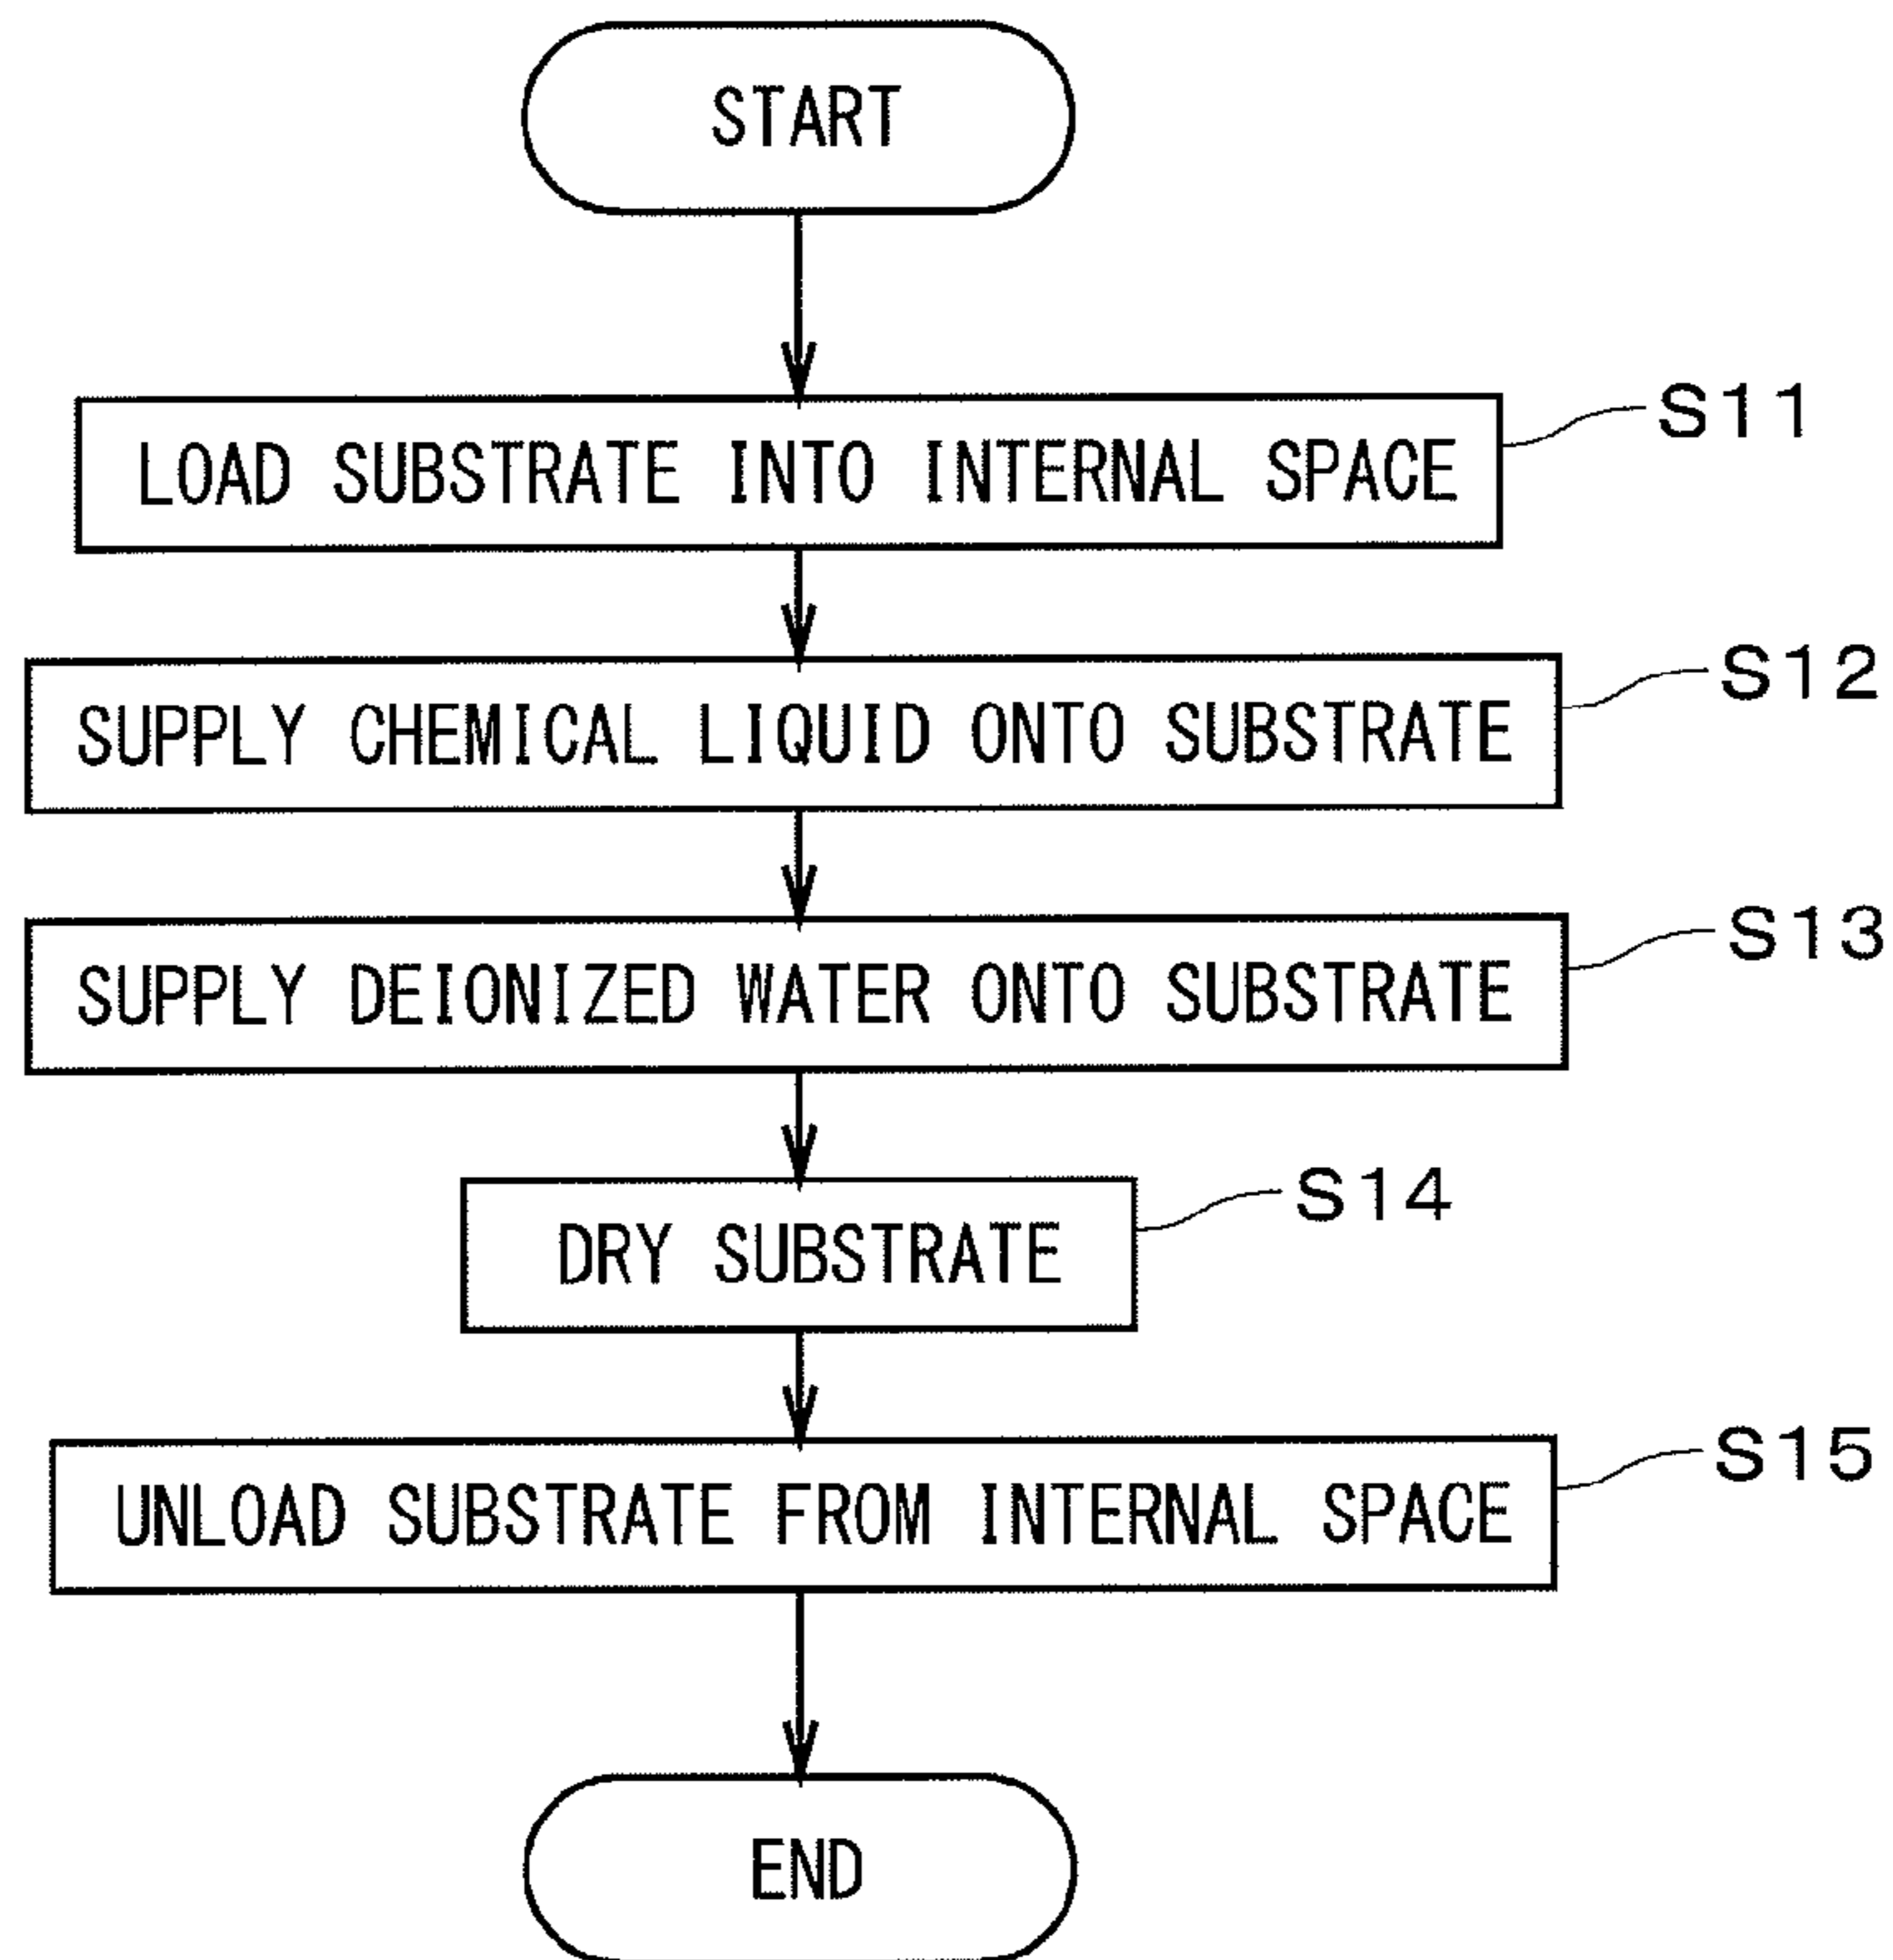 START
LOAD SUBSTRATE INTO INTERNAL SPACE
S11
SUPPLY CHEMICAL LIQUID ONTO SUBSTRATE
S12
SUPPLY DEIONIZED WATER ONTO SUBSTRATE
S13
DRY SUBSTRATE
S14
UNLOAD SUBSTRATE FROM INTERNAL SPACE
S15
END